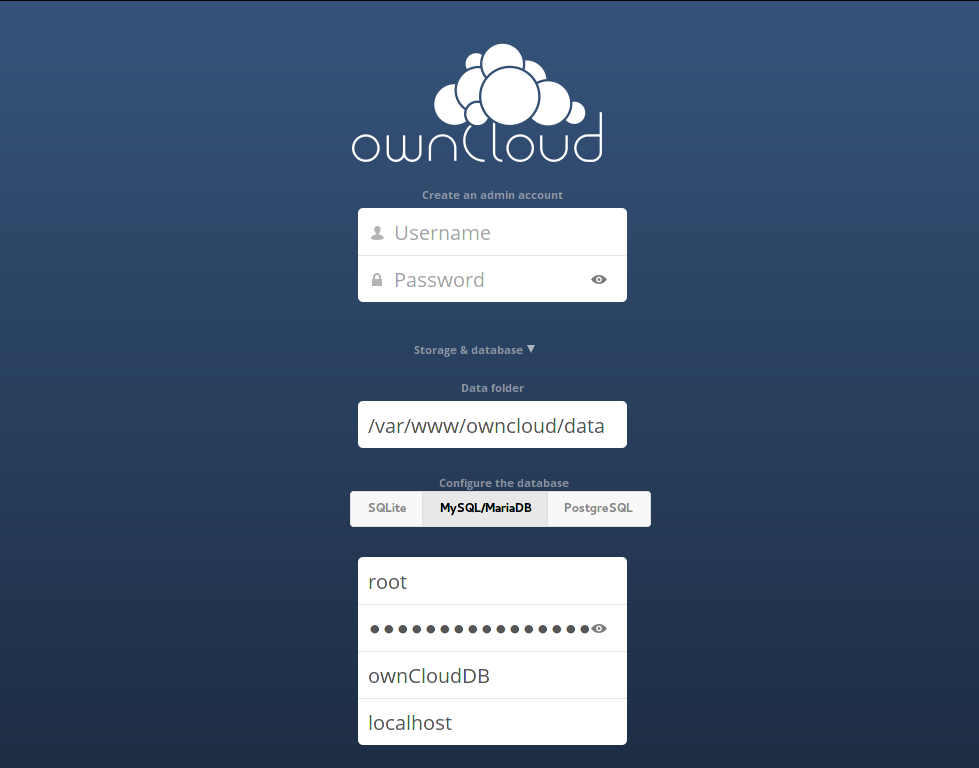 ownCloud
Create an admin account
Username
Password
Storage & database ▼
Data folder
/var/www/owncloud/data
Configure the database
SQLite MySQL/MariaDB PostgreSQL
root
●●●●●●●●●●●●●●●●
ownCloudDB
localhost